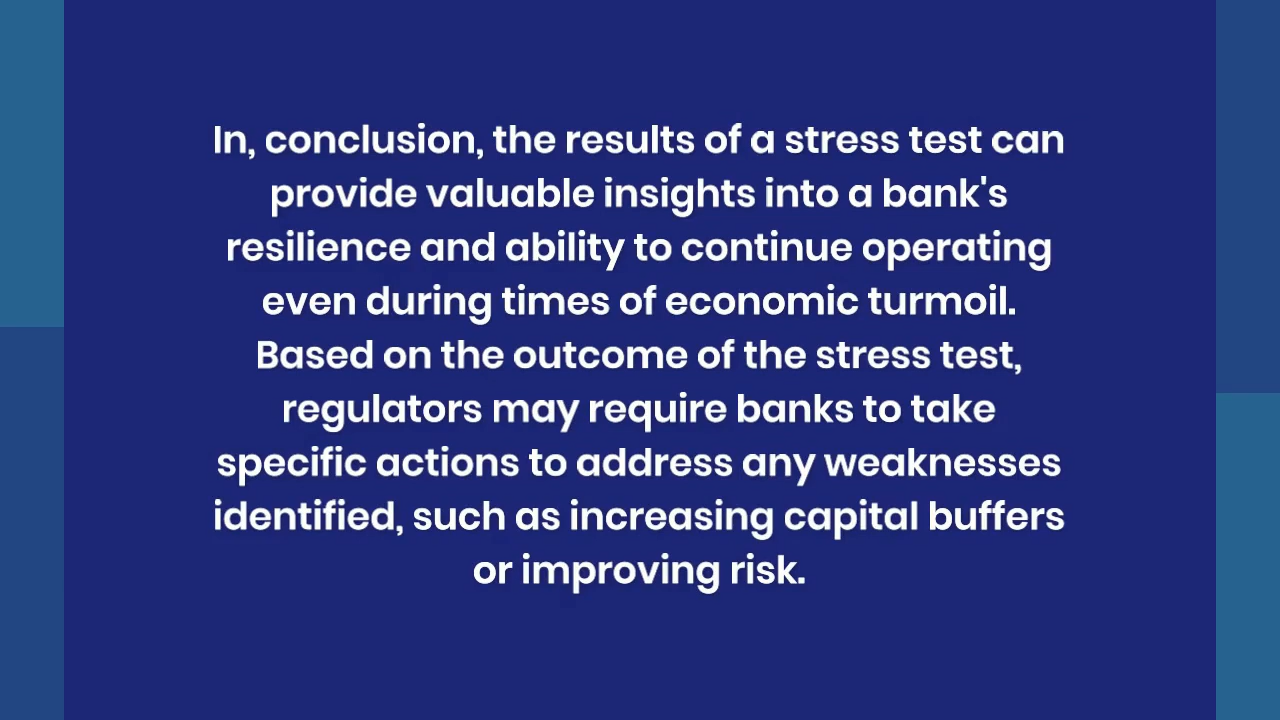 In, conclusion, the results of a stress test can
provide valuable insights into a bank's
resilience and ability to continue operating
even during times of economic turmoil.
Based on the outcome of the stress test,
regulators may require banks to take
specific actions to address any weaknesses
identified, such as increasing capital buffers
or improving risk.